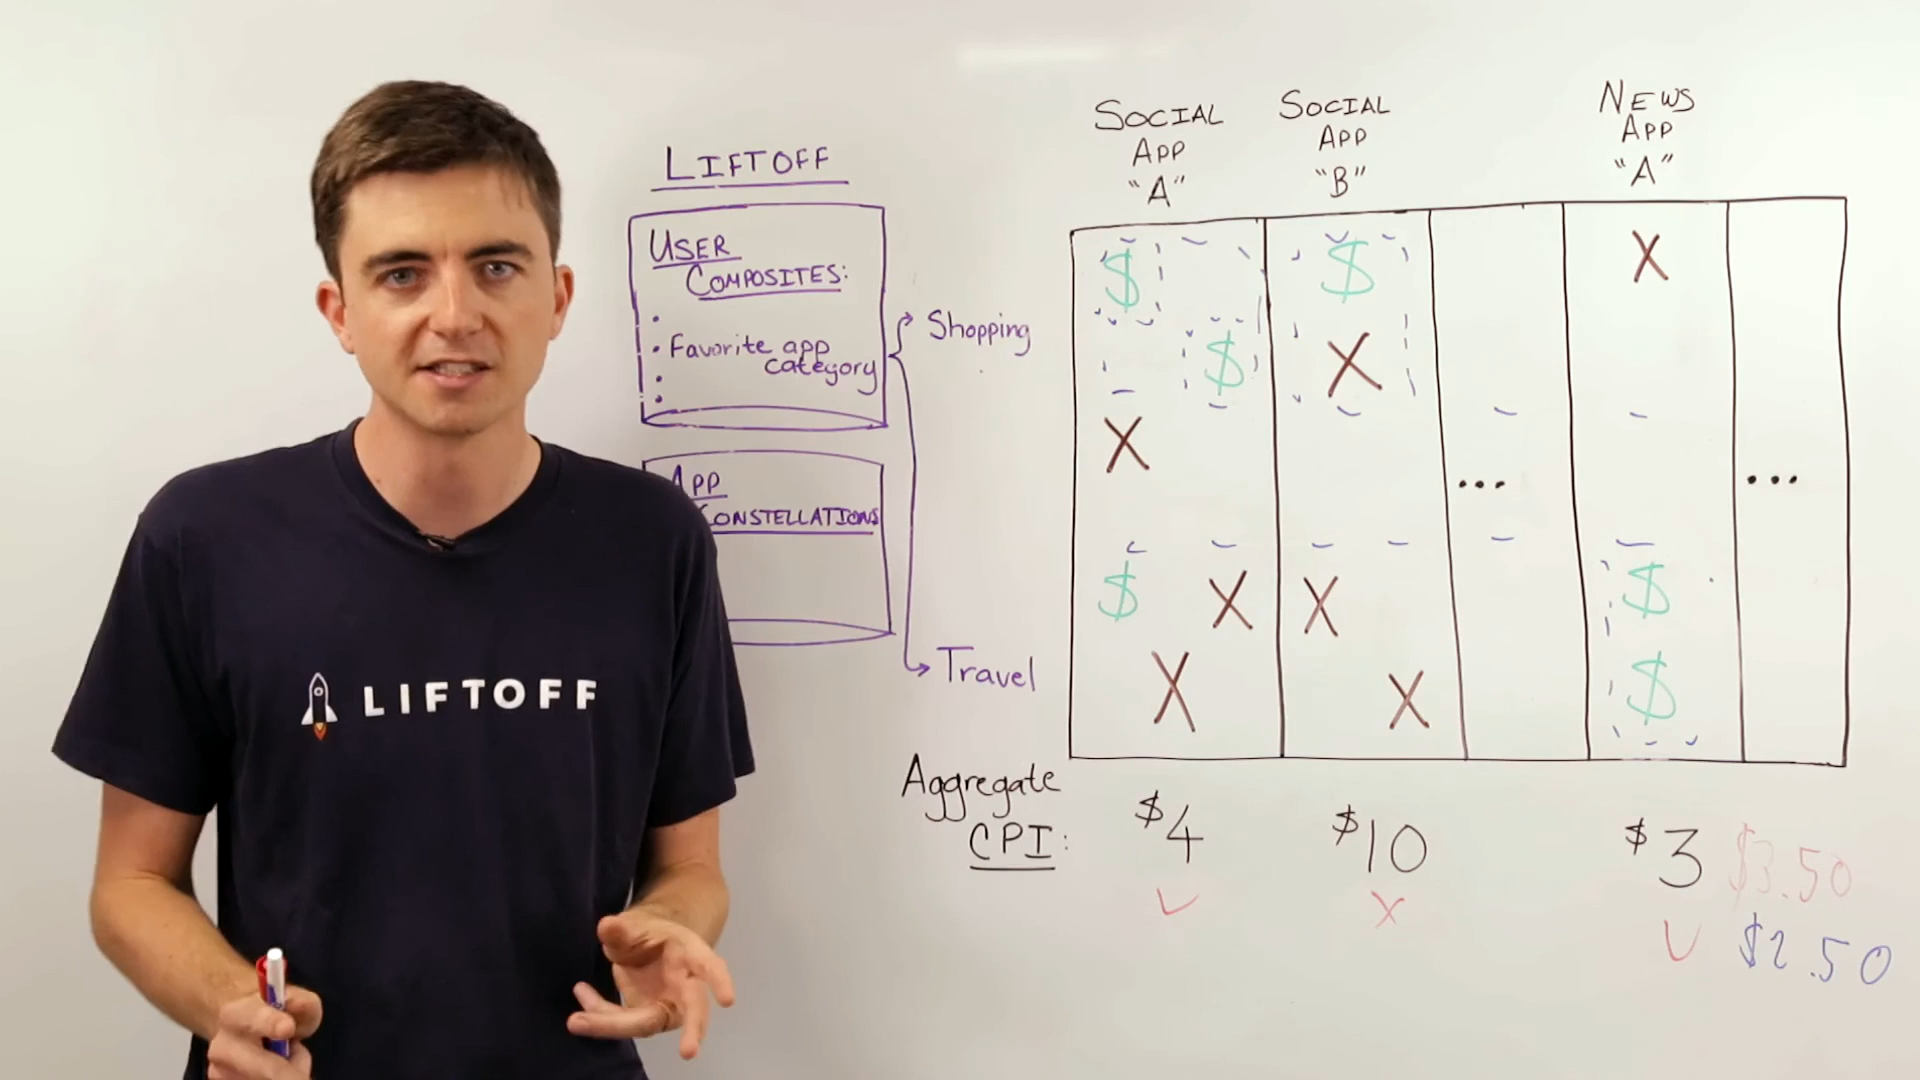 LIFTOFF
USER
COMPOSITES:
• Favorite app
category
APP
CONSTELLATIONS
Shopping
Travel
SOCIAL
APP
"A"
SOCIAL
APP
"B"
NEWS
APP
"A"
$ $ X
$ X
X
... ...
$ X X $
X X $
Aggregate
CPI:
$4 $10 $3 $3.50
$2.50
LIFTOFF